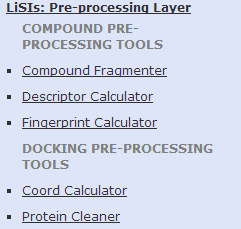 LiSIs: Pre-processing Layer
COMPOUND PRE-
PROCESSING TOOLS
Compound Fragmenter
Descriptor Calculator
Fingerprint Calculator
DOCKING PRE-PROCESSING
TOOLS
Coord Calculator
Protein Cleaner